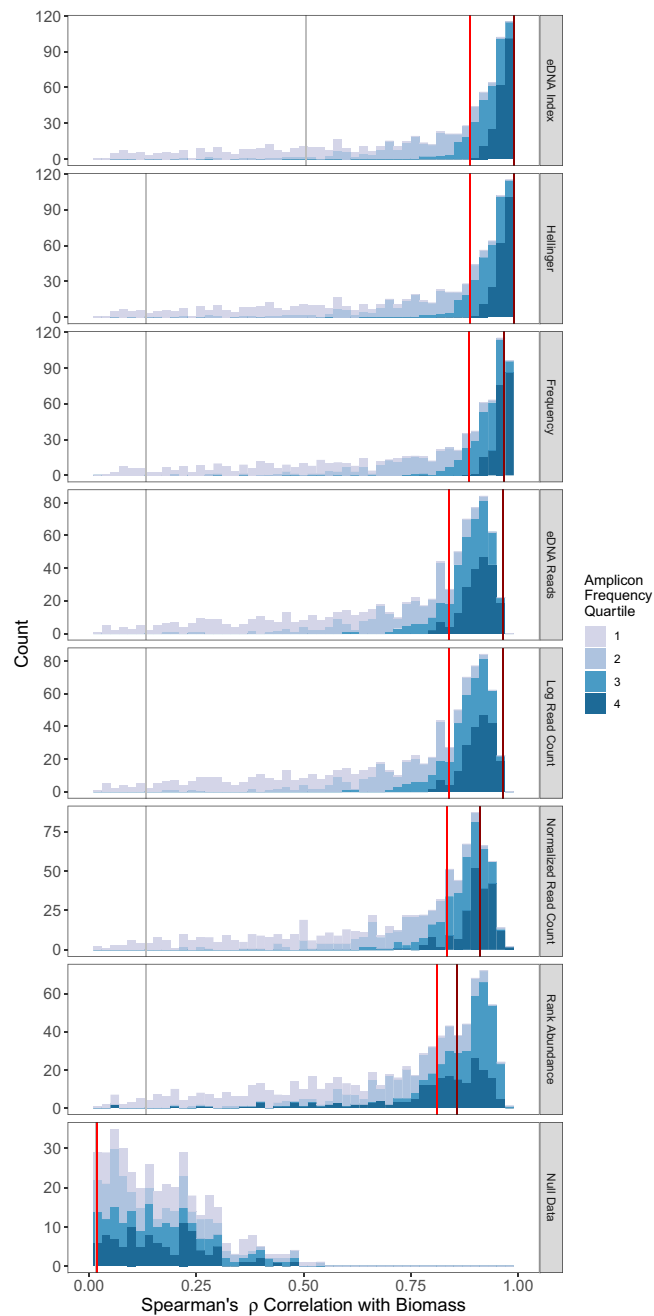 120
90
60
30
0
eDNA Index
120
90
60
30
0
Hellinger
120
90
60
30
0
Frequency
80
60
40
20
0
eDNA Reads
80
60
40
20
0
Log Read Count
75
50
25
0
Normalized Read Count
60
40
20
0
Rank Abundance
30
20
10
0
Null Data
0.00 0.25 0.50 0.75 1.00
Spearman's ρ Correlation with Biomass
Count
Amplicon
Frequency
Quartile
1
2
3
4